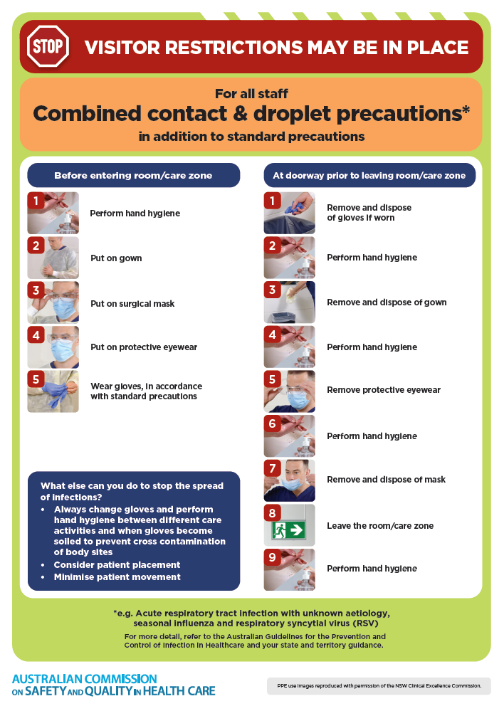 STOP
VISITOR RESTRICTIONS MAY BE IN PLACE
For all staff
Combined contact & droplet precautions*
in addition to standard precautions
Before entering room/care zone
1
Perform hand hygiene
2
Put on gown
3
Put on surgical mask
4
Put on protective eyewear
5
Wear gloves, in accordance
with standard precautions
What else can you do to stop the spread
of infections?
• Always change gloves and perform
hand hygiene between different care
activities and when gloves become
soiled to prevent cross contamination
of body sites
• Consider patient placement
• Minimise patient movement
At doorway prior to leaving room/care zone
1
Remove and dispose
of gloves if worn
2
Perform hand hygiene
3
Remove and dispose of gown
4
Perform hand hygiene
5
Remove protective eyewear
6
Perform hand hygiene
7
Remove and dispose of mask
8
Leave the room/care zone
9
Perform hand hygiene
*e.g. Acute respiratory tract infection with unknown aetiology,
seasonal influenza and respiratory syncytial virus (RSV)
For more detail, refer to the Australian Guidelines for the Prevention and
Control of Infection in Healthcare and your state and territory guidance.
AUSTRALIAN COMMISSION
ON SAFETY AND QUALITY IN HEALTH CARE
PPE use images reproduced with permission of the NSW Clinical Excellence Commission.